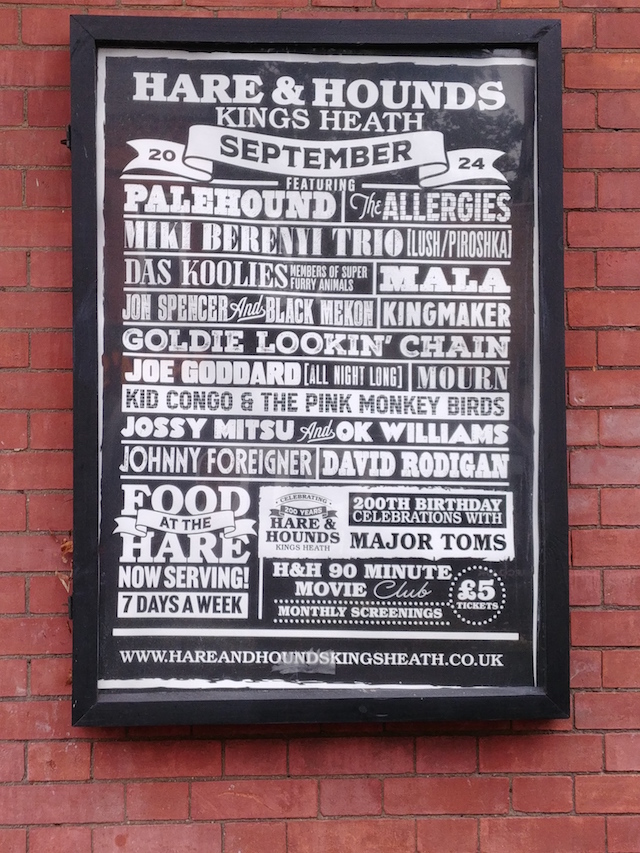 HARE & HOUNDS
KINGS HEATH
20 SEPTEMBER 24
FEATURING
PALEHOUND The ALLERGIES
MIKI BERENYI TRIO [LUSH/PIROSHKA]
DAS KOOLIES MEMBERS OF SUPER FURRY ANIMALS MALA
JON SPENCER And BLACK MEKON KINGMAKER
GOLDIE LOOKIN' CHAIN
JOE GODDARD [ALL NIGHT LONG] MOURN
KID CONGO & THE PINK MONKEY BIRDS
JOSSY MITSU And OK WILLIAMS
JOHNNY FOREIGNER DAVID RODIGAN
FOOD
AT THE
HARE
NOW SERVING!
7 DAYS A WEEK
CELEBRATING
200 YEARS
HARE &
HOUNDS
KINGS HEATH
200TH BIRTHDAY
CELEBRATIONS WITH
MAJOR TOMS
H&H 90 MINUTE
MOVIE Club
MONTHLY SCREENINGS
£5
TICKETS
WWW.HAREANDHOUNDSKINGSHEATH.CO.UK